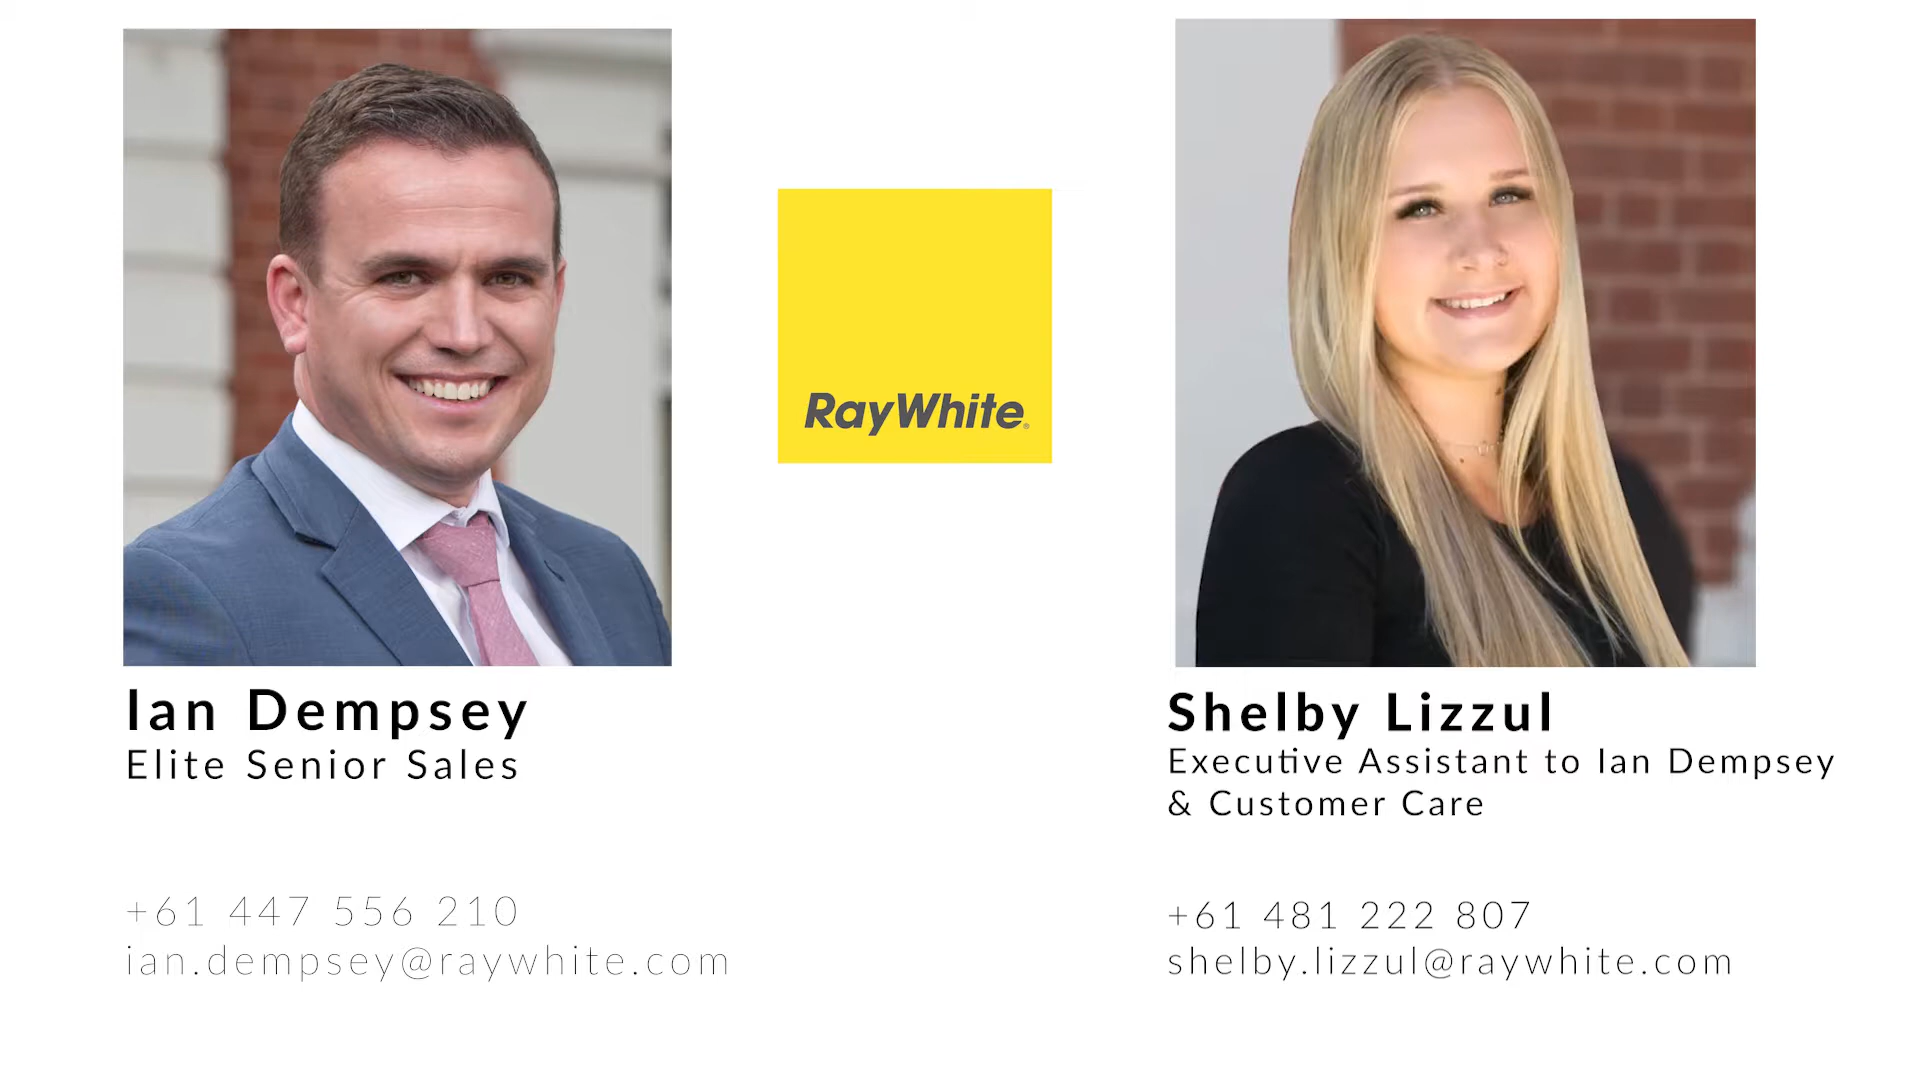 RayWhite®
Ian Dempsey
Elite Senior Sales
+61 447 556 210
ian.dempsey@raywhite.com
Shelby Lizzul
Executive Assistant to Ian Dempsey
& Customer Care
+61 481 222 807
shelby.lizzul@raywhite.com